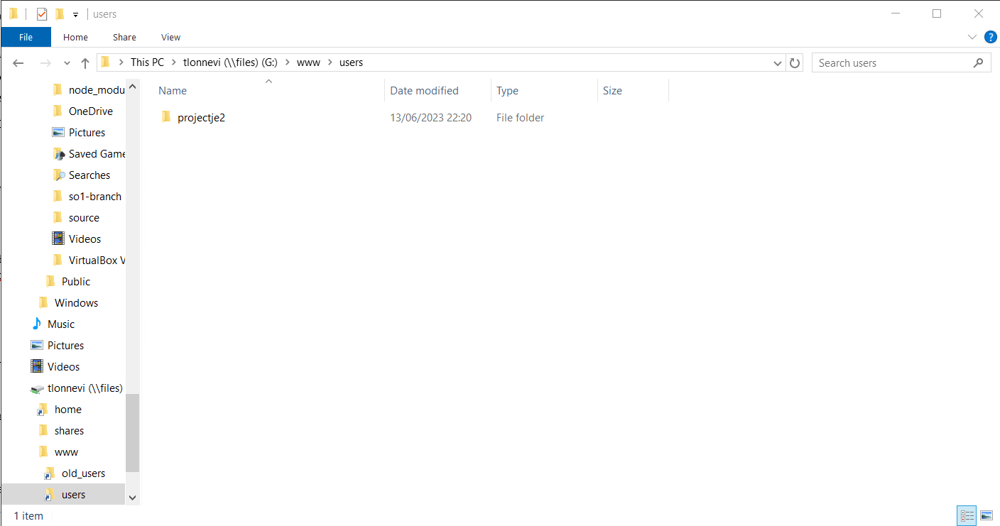 users
File Home Share View
This PC tlonnevi (\\files) (G:) www users
Search users
Name Date modified Type Size
projectje2 13/06/2023 22:20 File folder
node_modu
OneDrive
Pictures
Saved Game
Searches
so1-branch
source
Videos
VirtualBox V
Public
Windows
Music
Pictures
Videos
tlonnevi (\\files)
home
shares
www
old_users
users
1 item